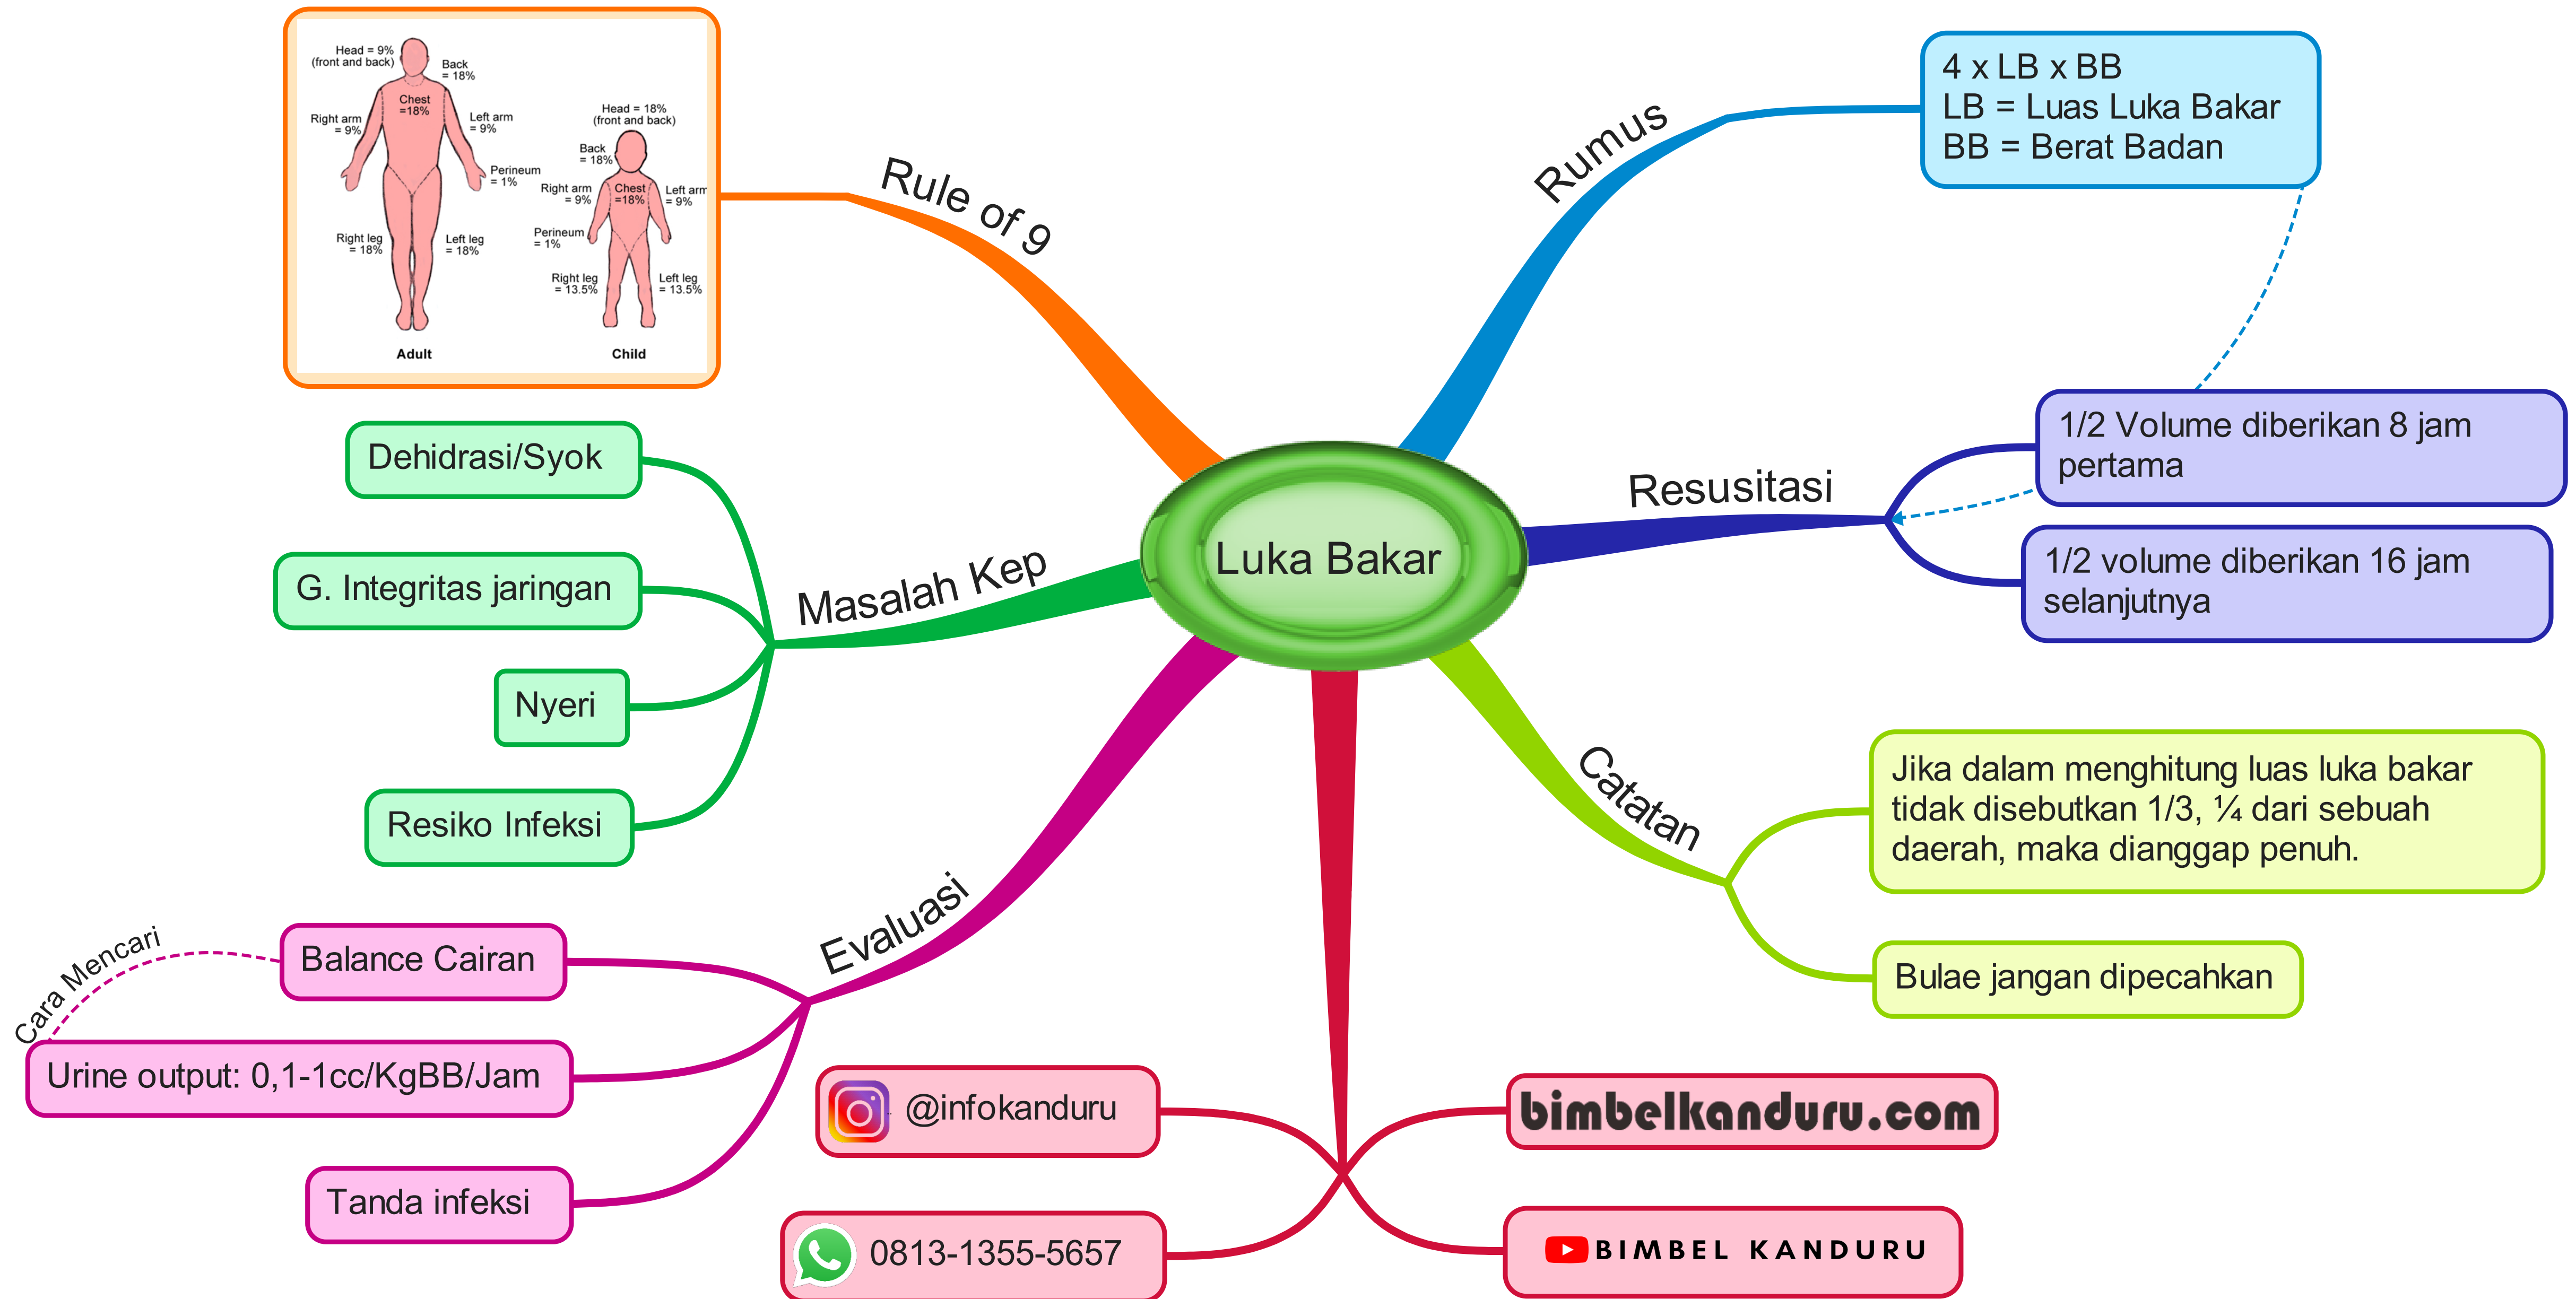 Luka Bakar
Rule of 9
Head = 9%
(front and back)
Back
= 18%
Chest
=18%
Right arm
= 9%
Left arm
= 9%
Perineum
= 1%
Right leg
= 18%
Left leg
= 18%
Adult
Head = 18%
(front and back)
Back
= 18%
Right arm
= 9%
Chest
=18%
Left arm
= 9%
Perineum
= 1%
Right leg
= 13.5%
Left leg
= 13.5%
Child
Rumus
4 x LB x BB
LB = Luas Luka Bakar
BB = Berat Badan
Resusitasi
1/2 Volume diberikan 8 jam
pertama
1/2 volume diberikan 16 jam
selanjutnya
Catatan
Jika dalam menghitung luas luka bakar
tidak disebutkan 1/3, ¼ dari sebuah
daerah, maka dianggap penuh.
Bulae jangan dipecahkan
Masalah Kep
Dehidrasi/Syok
G. Integritas jaringan
Nyeri
Resiko Infeksi
Evaluasi
Balance Cairan
Cara Mencari
Urine output: 0,1-1cc/KgBB/Jam
Tanda infeksi
@infokanduru
0813-1355-5657
bimbelkanduru.com
BIMBEL KANDURU